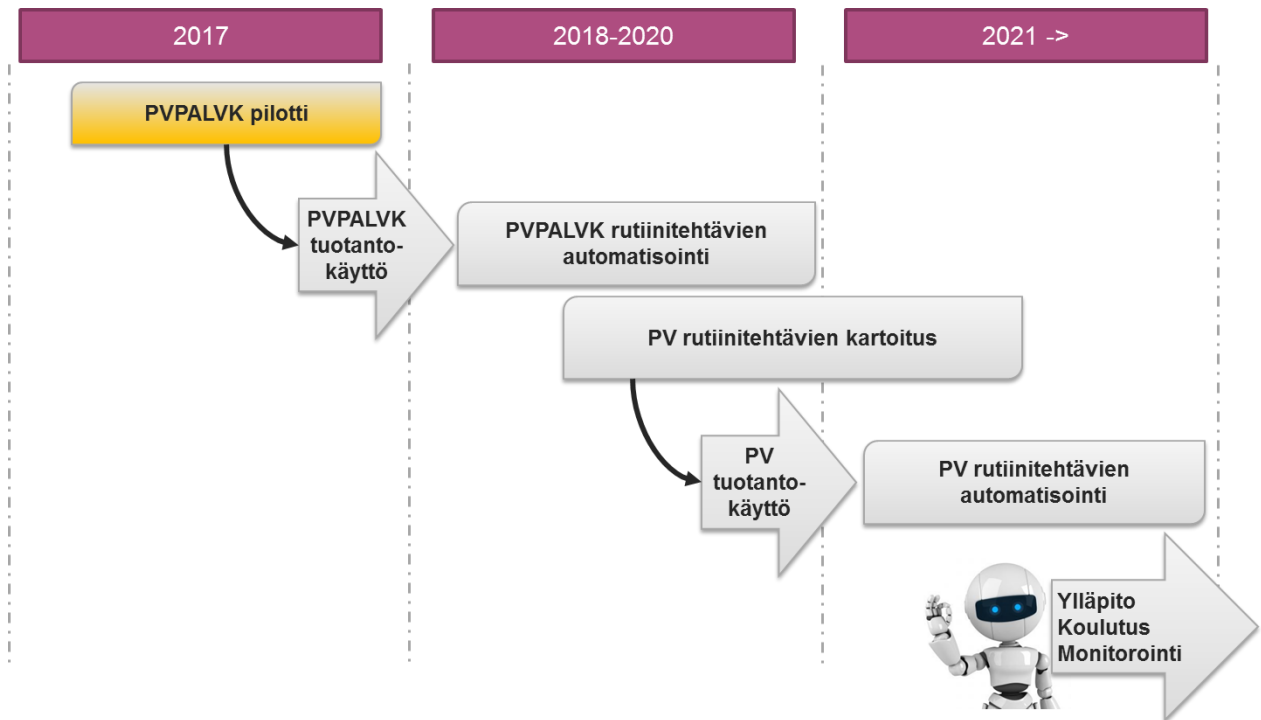 2017
2018-2020
2021 ->
PVPALVK pilotti
PVPALVK
tuotanto-
käyttö
PVPALVK rutiinitehtävien
automatisointi
PV rutiinitehtävien kartoitus
PV
tuotanto-
käyttö
PV rutiinitehtävien
automatisointi
Ylläpito
Koulutus
Monitorointi